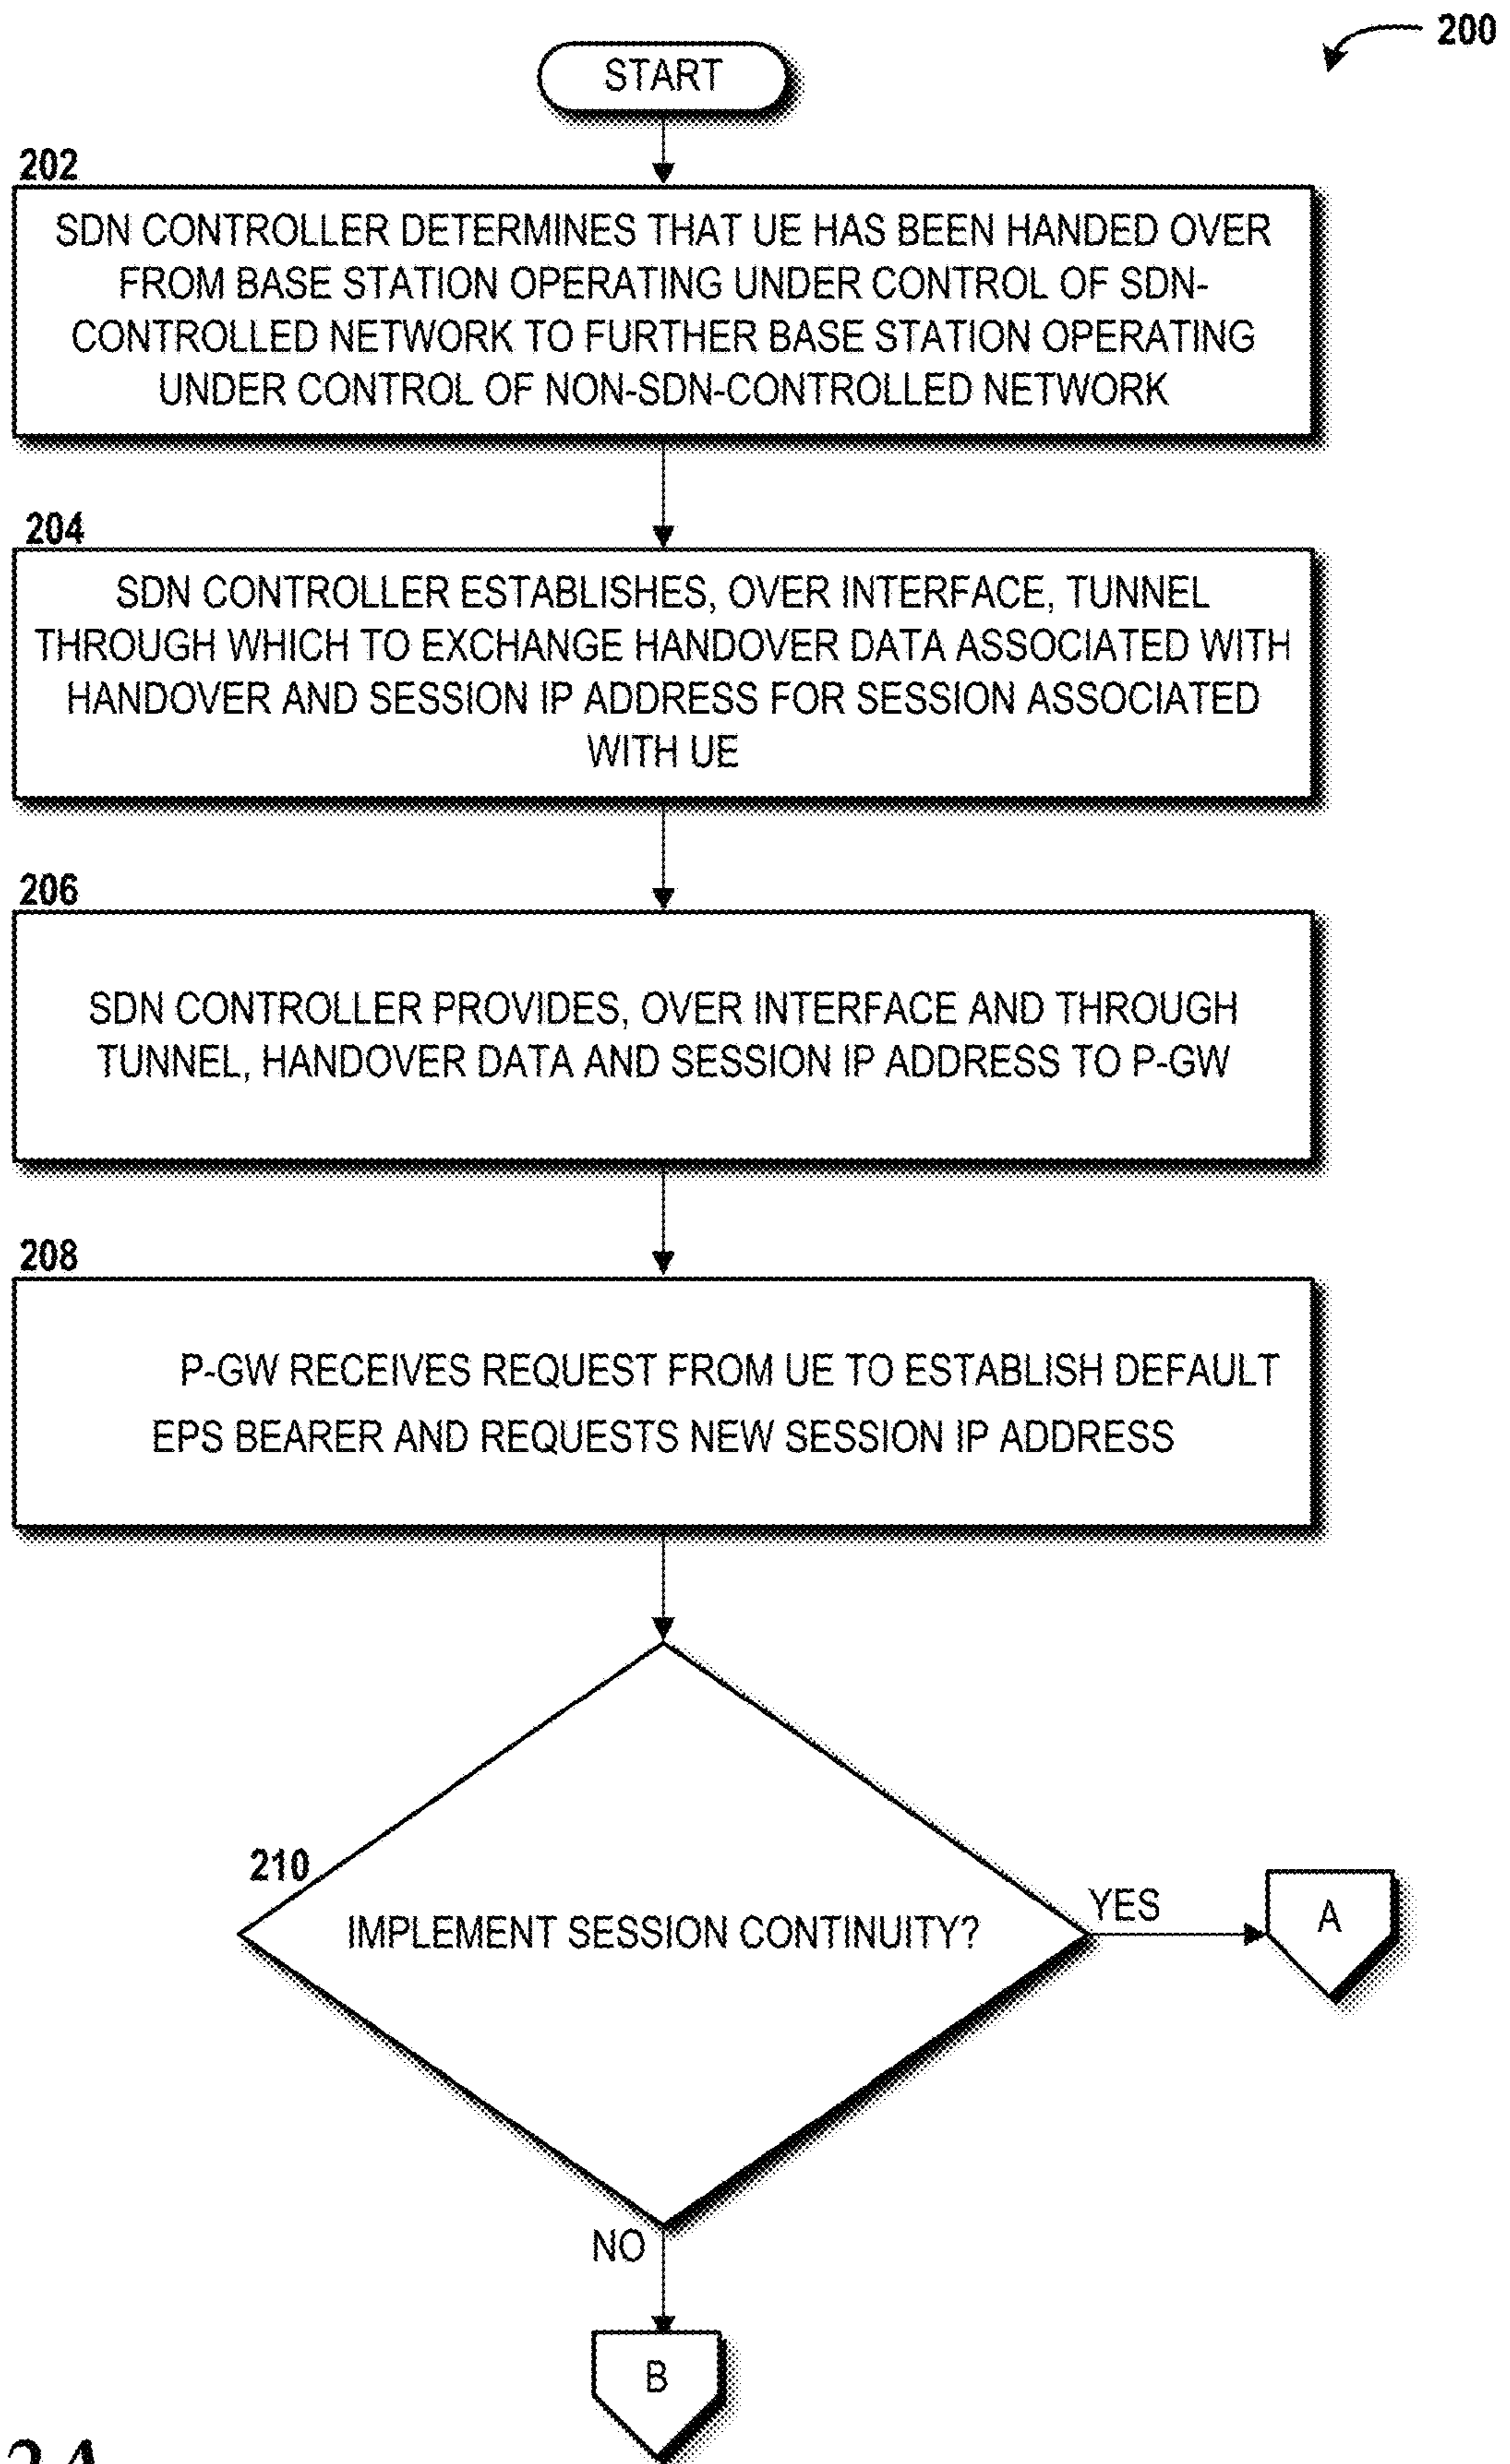 200
START
202
SDN CONTROLLER DETERMINES THAT UE HAS BEEN HANDED OVER
FROM BASE STATION OPERATING UNDER CONTROL OF SDN-
CONTROLLED NETWORK TO FURTHER BASE STATION OPERATING
UNDER CONTROL OF NON-SDN-CONTROLLED NETWORK
204
SDN CONTROLLER ESTABLISHES, OVER INTERFACE, TUNNEL
THROUGH WHICH TO EXCHANGE HANDOVER DATA ASSOCIATED WITH
HANDOVER AND SESSION IP ADDRESS FOR SESSION ASSOCIATED
WITH UE
206
SDN CONTROLLER PROVIDES, OVER INTERFACE AND THROUGH
TUNNEL, HANDOVER DATA AND SESSION IP ADDRESS TO P-GW
208
P-GW RECEIVES REQUEST FROM UE TO ESTABLISH DEFAULT
EPS BEARER AND REQUESTS NEW SESSION IP ADDRESS
210
IMPLEMENT SESSION CONTINUITY?
YES
A
NO
B